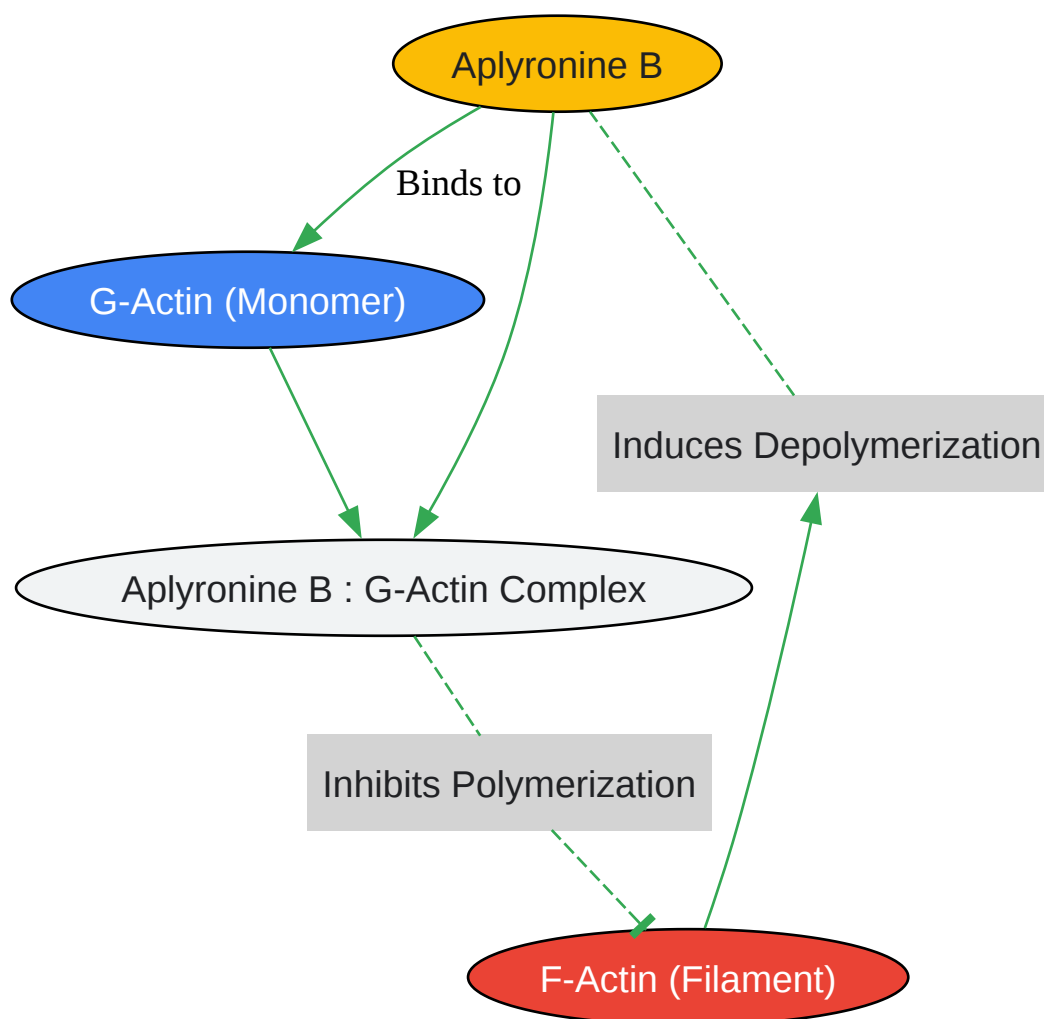 Aplyronine B
Binds to
G-Actin (Monomer)
Induces Depolymerization
Aplyronine B : G-Actin Complex
Inhibits Polymerization
F-Actin (Filament)